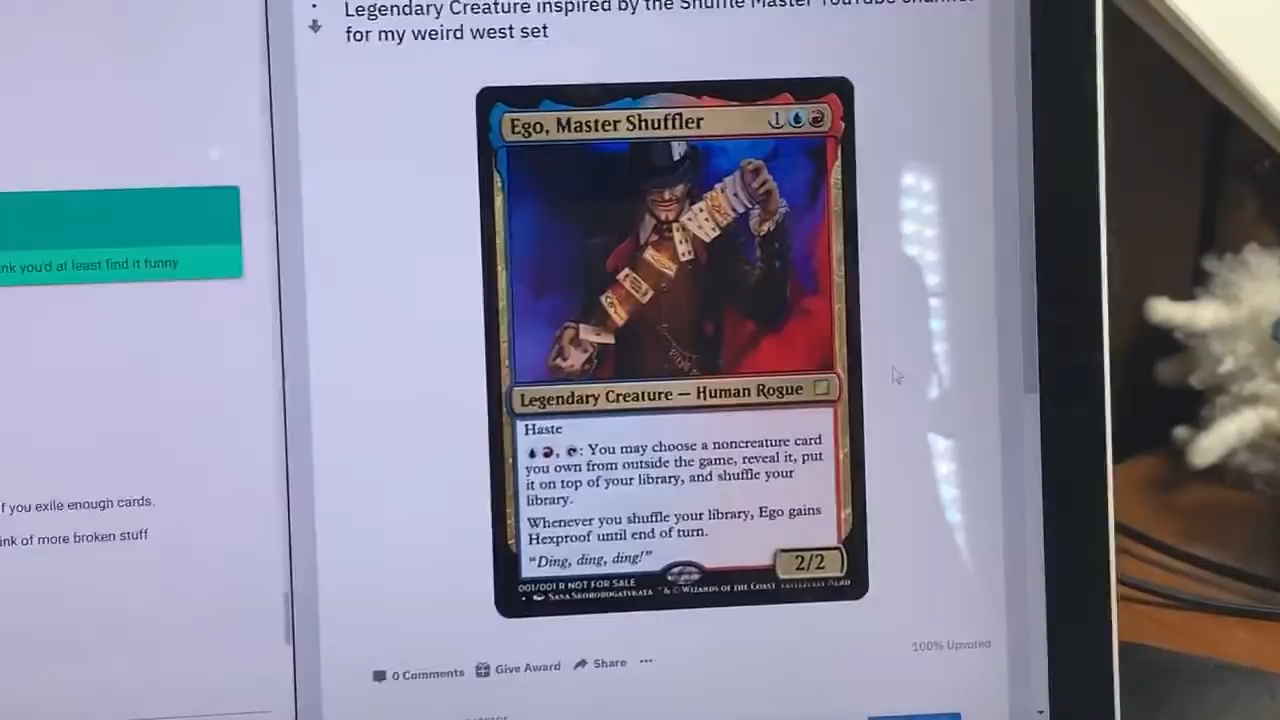 Legendary Creature inspired by the Shuffle Master YouTube
for my weird west set
Ego, Master Shuffler
1
nk you'd at least find it funny
Legendary Creature — Human Rogue
Haste
: You may choose a noncreature card
you own from outside the game, reveal it, put
it on top of your library, and shuffle your
library.
f you exile enough cards.
Whenever you shuffle your library, Ego gains
Hexproof until end of turn.
ink of more broken stuff
"Ding, ding, ding!"
2/2
001/001 R NOT FOR SALE
™ & © WIZARDS OF THE COAST
100% Upvoted
0 Comments
Give Award
Share